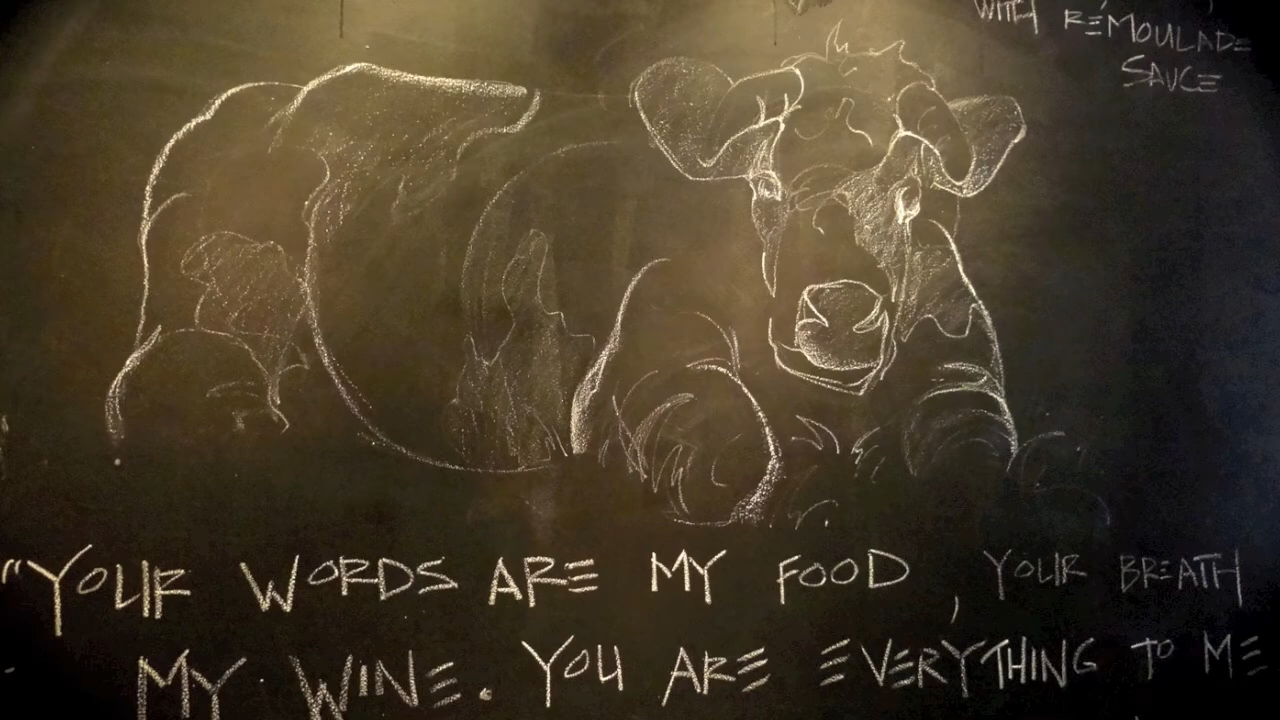 WITH REMOULADE
SAUCE
"YOUR WORDS ARE MY FOOD, YOUR BREATH
MY WINE. YOU ARE EVERYTHING TO ME